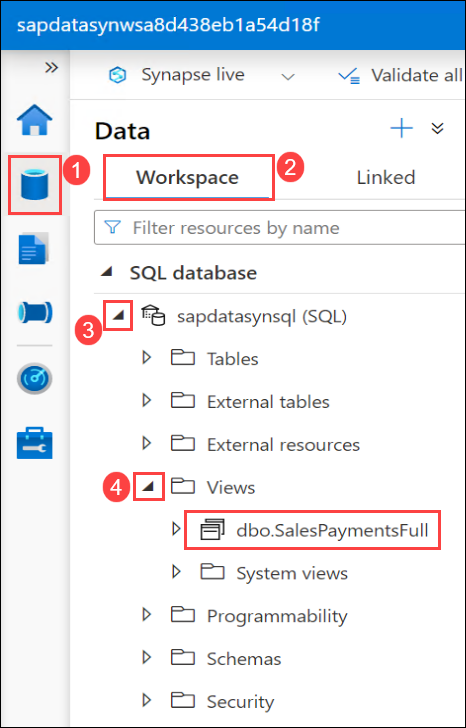 sapdatasynwsa8d438eb1a54d18f
Synapse live
Validate all
Data
1
Workspace
2
Linked
Filter resources by name
SQL database
3
sapdatasynsql (SQL)
Tables
External tables
External resources
4
Views
dbo.SalesPaymentsFull
System views
Programmability
Schemas
Security